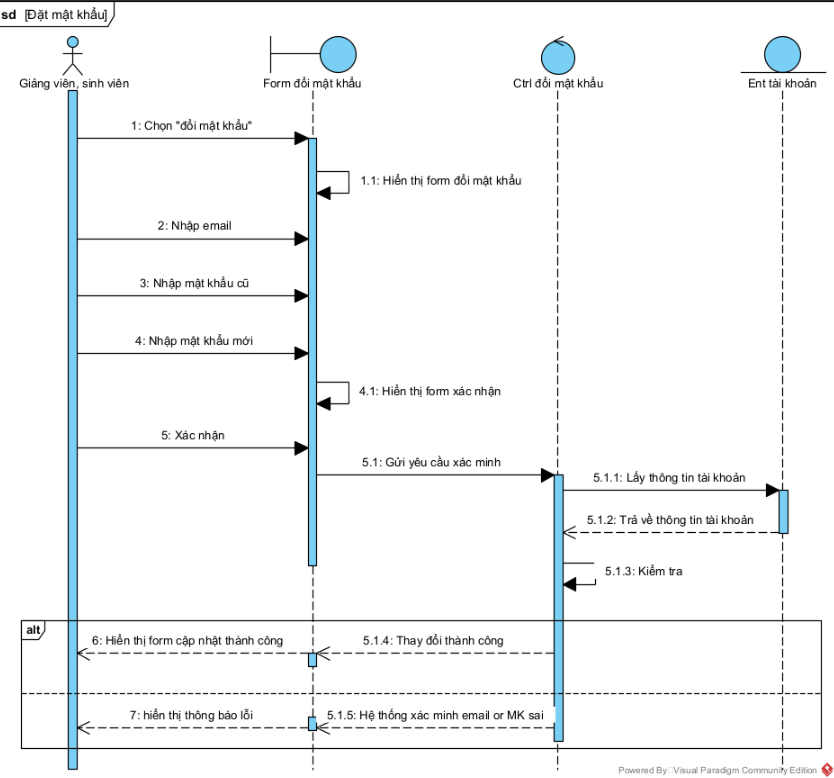 sd [Đặt mật khẩu]
Giảng viên, sinh viên
Form đổi mật khẩu
Ctrl đổi mật khẩu
Ent tài khoản
1: Chọn "đổi mật khẩu"
1.1: Hiển thị form đổi mật khẩu
2: Nhập email
3: Nhập mật khẩu cũ
4: Nhập mật khẩu mới
4.1: Hiển thị form xác nhận
5: Xác nhận
5.1: Gửi yêu cầu xác minh
5.1.1: Lấy thông tin tài khoản
5.1.2: Trả về thông tin tài khoản
5.1.3: Kiểm tra
alt
6: Hiển thị form cập nhật thành công
5.1.4: Thay đổi thành công
7: hiển thị thông báo lỗi
5.1.5: Hệ thống xác minh email or MK sai
Powered By Visual Paradigm Community Edition